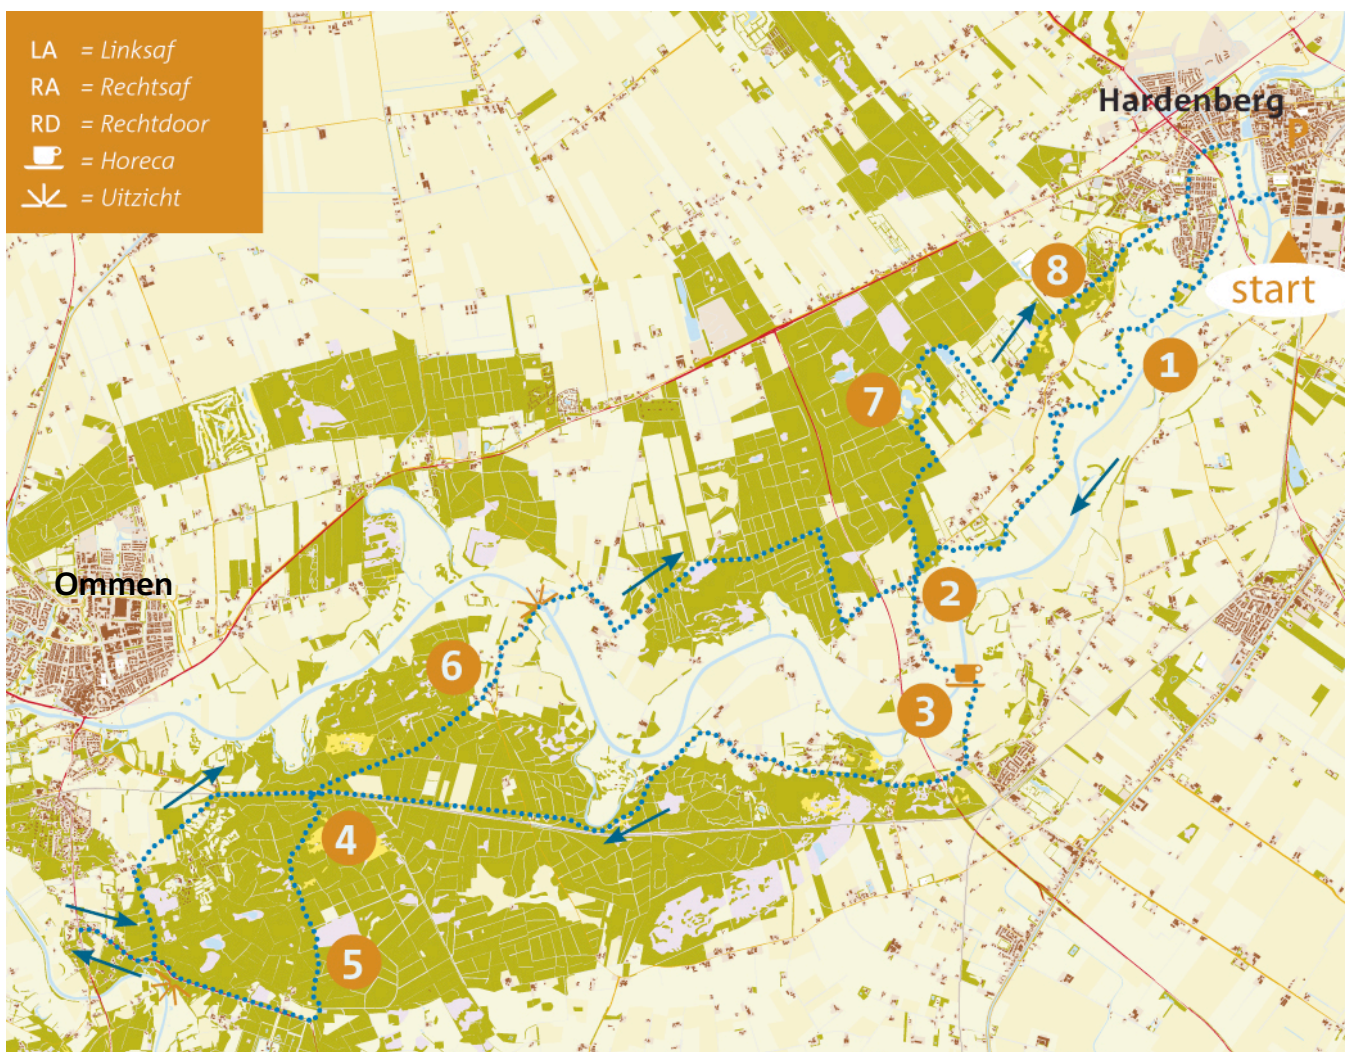 LA = Linksaf
RA = Rechtsaf
RD = Rechtdoor
= Horeca
= Uitzicht
Hardenberg
P
8
start
1
7
Ommen
2
6
3
4
5